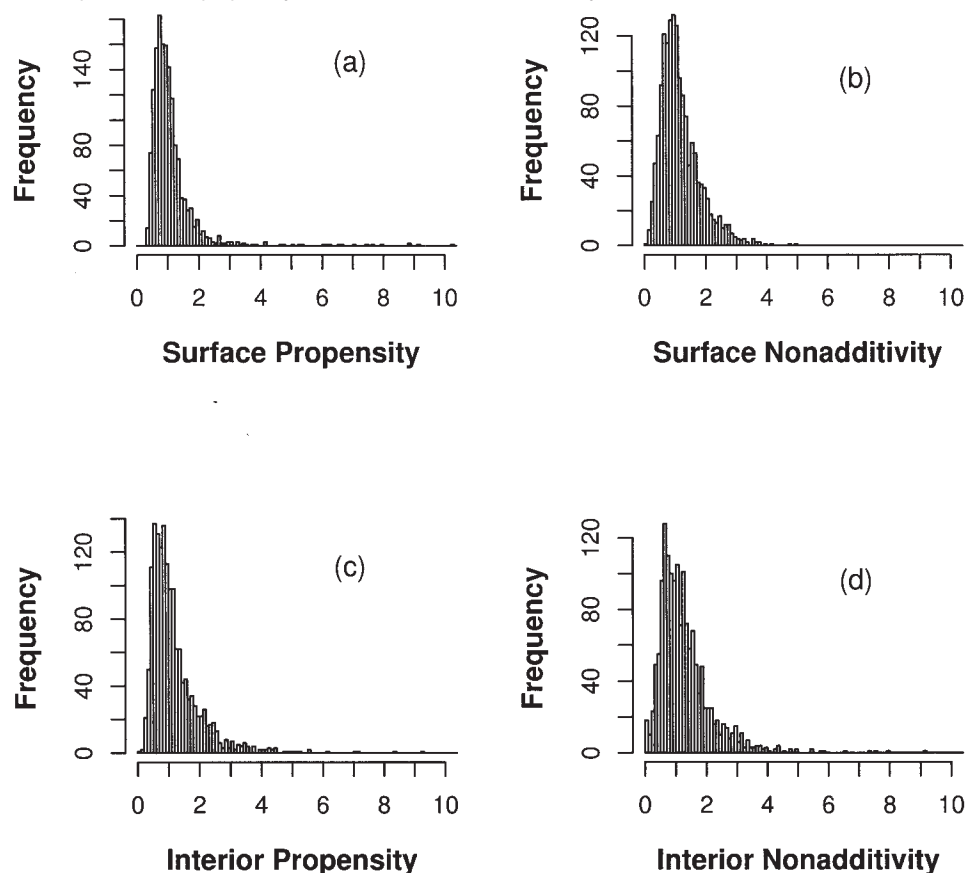 (a)
Frequency
0 40 80 140
0 2 4 6 8 10
Surface Propensity
(b)
Frequency
0 40 80 120
0 2 4 6 8 10
Surface Nonadditivity
(c)
Frequency
0 40 80 120
0 2 4 6 8 10
Interior Propensity
(d)
Frequency
0 40 80 120
0 2 4 6 8 10
Interior Nonadditivity